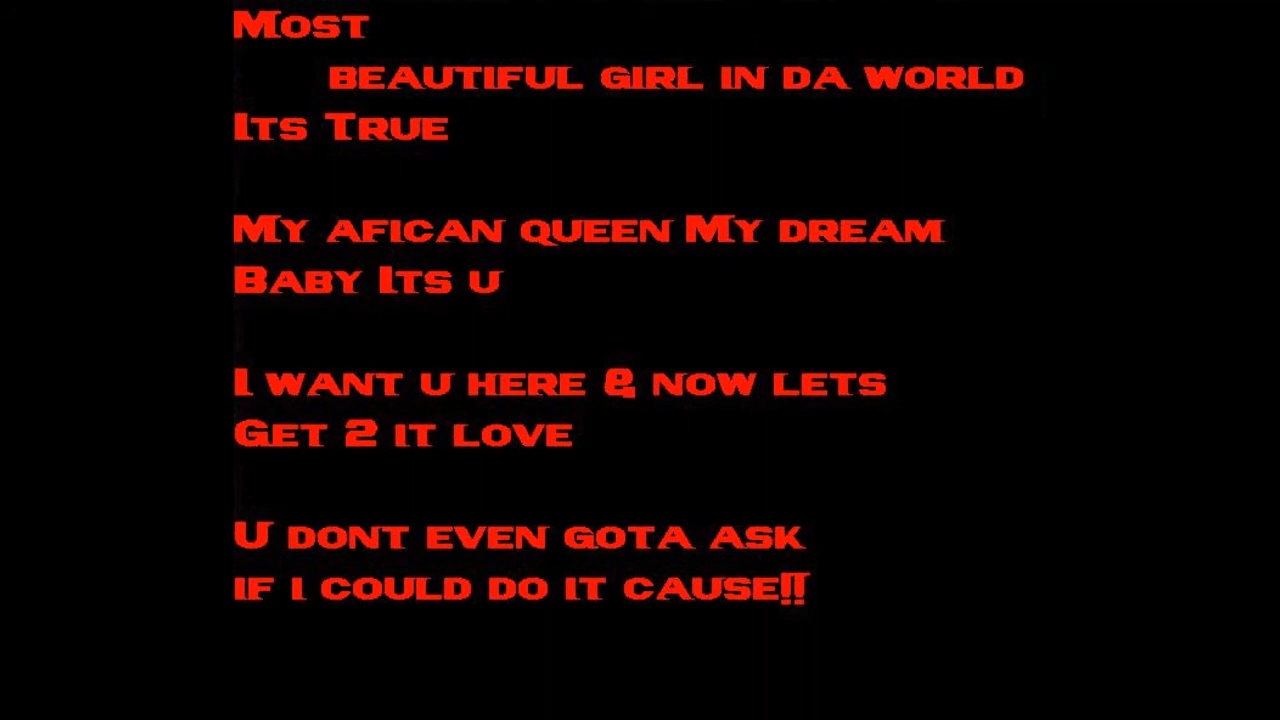 Most
beautiful girl in da world
Its True
My afican queen My dream
Baby Its u
I want u here & now lets
Get 2 it love
U dont even gota ask
if i could do it cause!!